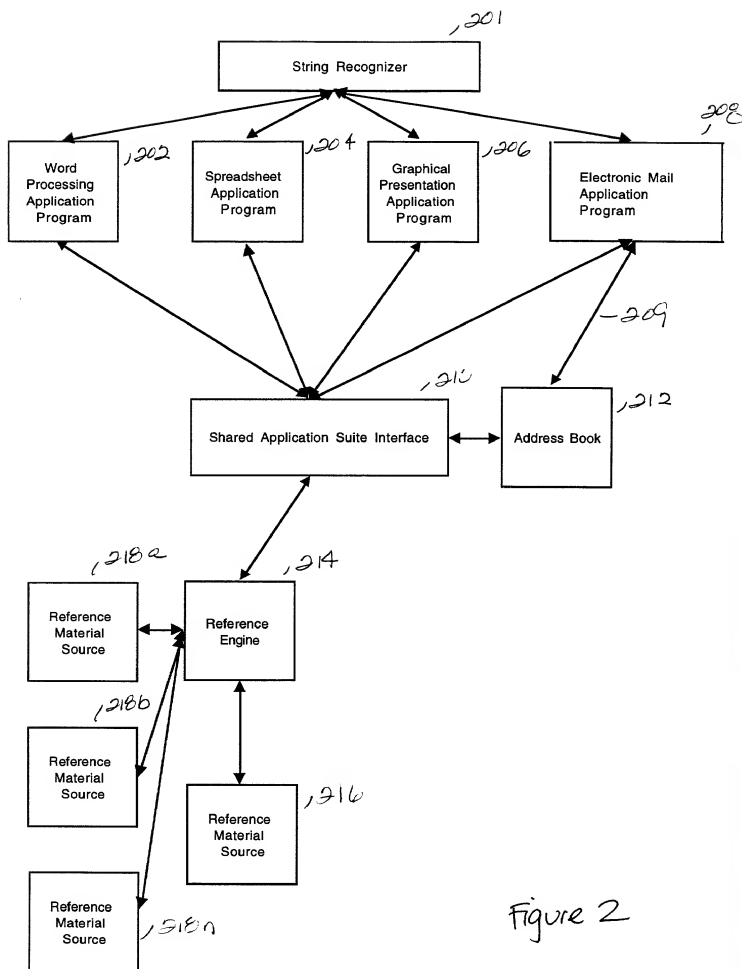 201
String Recognizer
202
204
206
208
Word
Processing
Application
Program
Spreadsheet
Application
Program
Graphical
Presentation
Application
Program
Electronic Mail
Application
Program
209
210
212
Shared Application Suite Interface
Address Book
218a
214
Reference
Material
Source
Reference
Engine
218b
Reference
Material
Source
216
Reference
Material
Source
Reference
Material
Source
218n
Figure 2